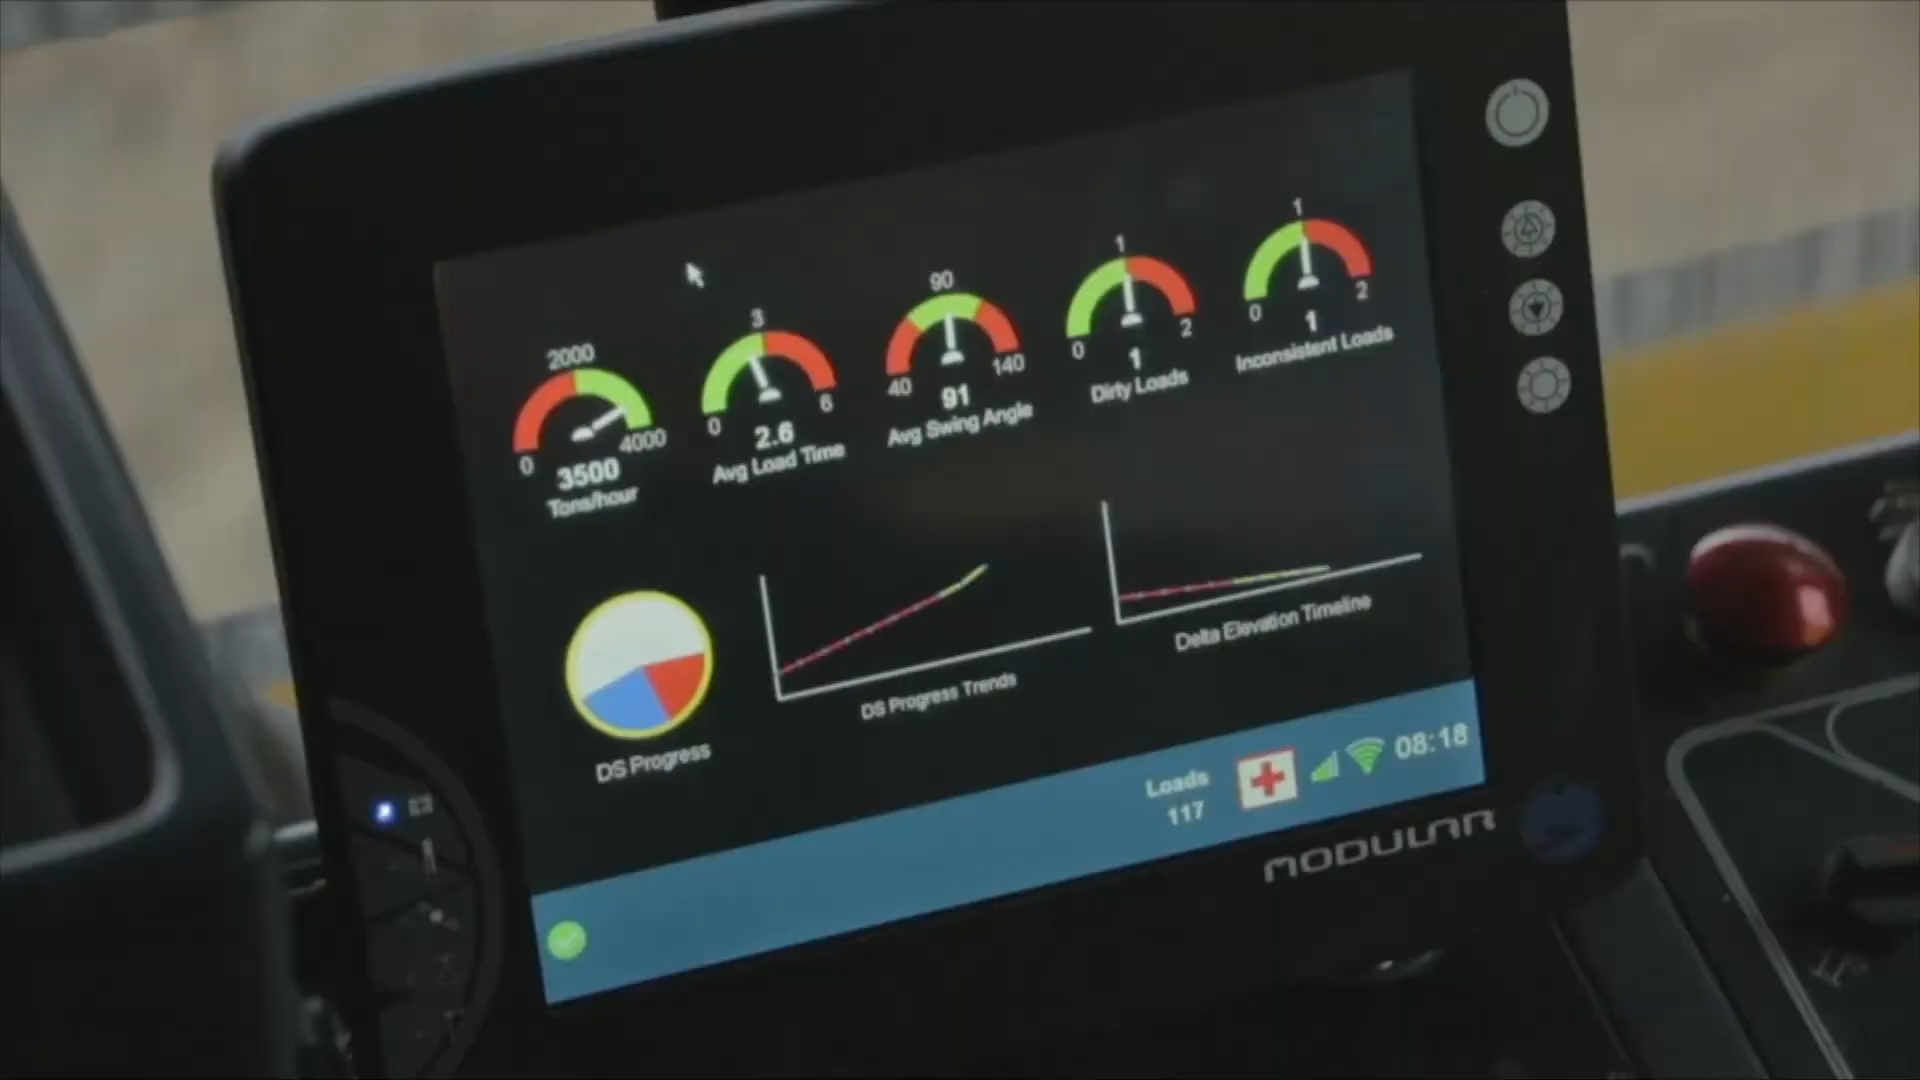 2000
0
4000
3500
Tons/hour
3
0
6
2.6
Avg Load Time
90
40
140
91
Avg Swing Angle
1
0
2
1
Dirty Loads
1
0
2
1
Inconsistent Loads
DS Progress
DS Progress Trends
Delta Elevation Timeline
Loads
117
08:18
MODULAR